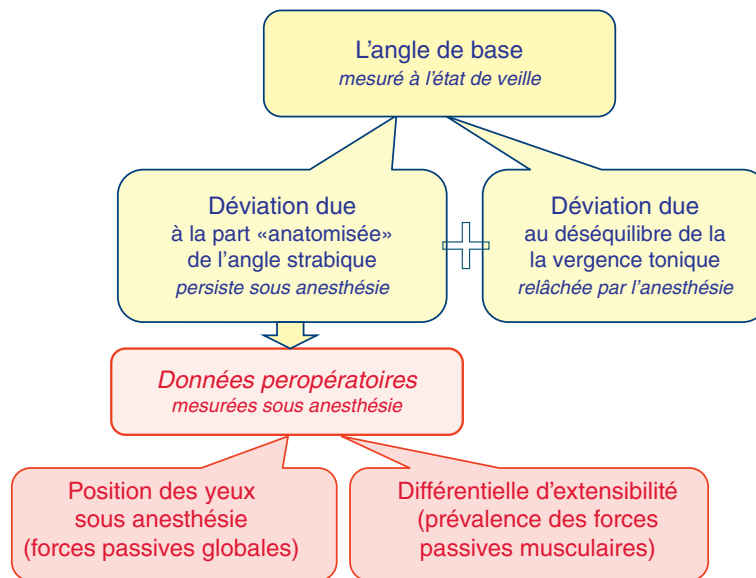 L'angle de base
mesuré à l'état de veille
Déviation due
à la part «anatomisée»
de l'angle strabique
persiste sous anesthésie
Déviation due
au déséquilibre de la
la vergence tonique
relâchée par l'anesthésie
Données peropératoires
mesurées sous anesthésie
Position des yeux
sous anesthésie
(forces passives globales)
Différentielle d'extensibilité
(prévalence des forces
passives musculaires)